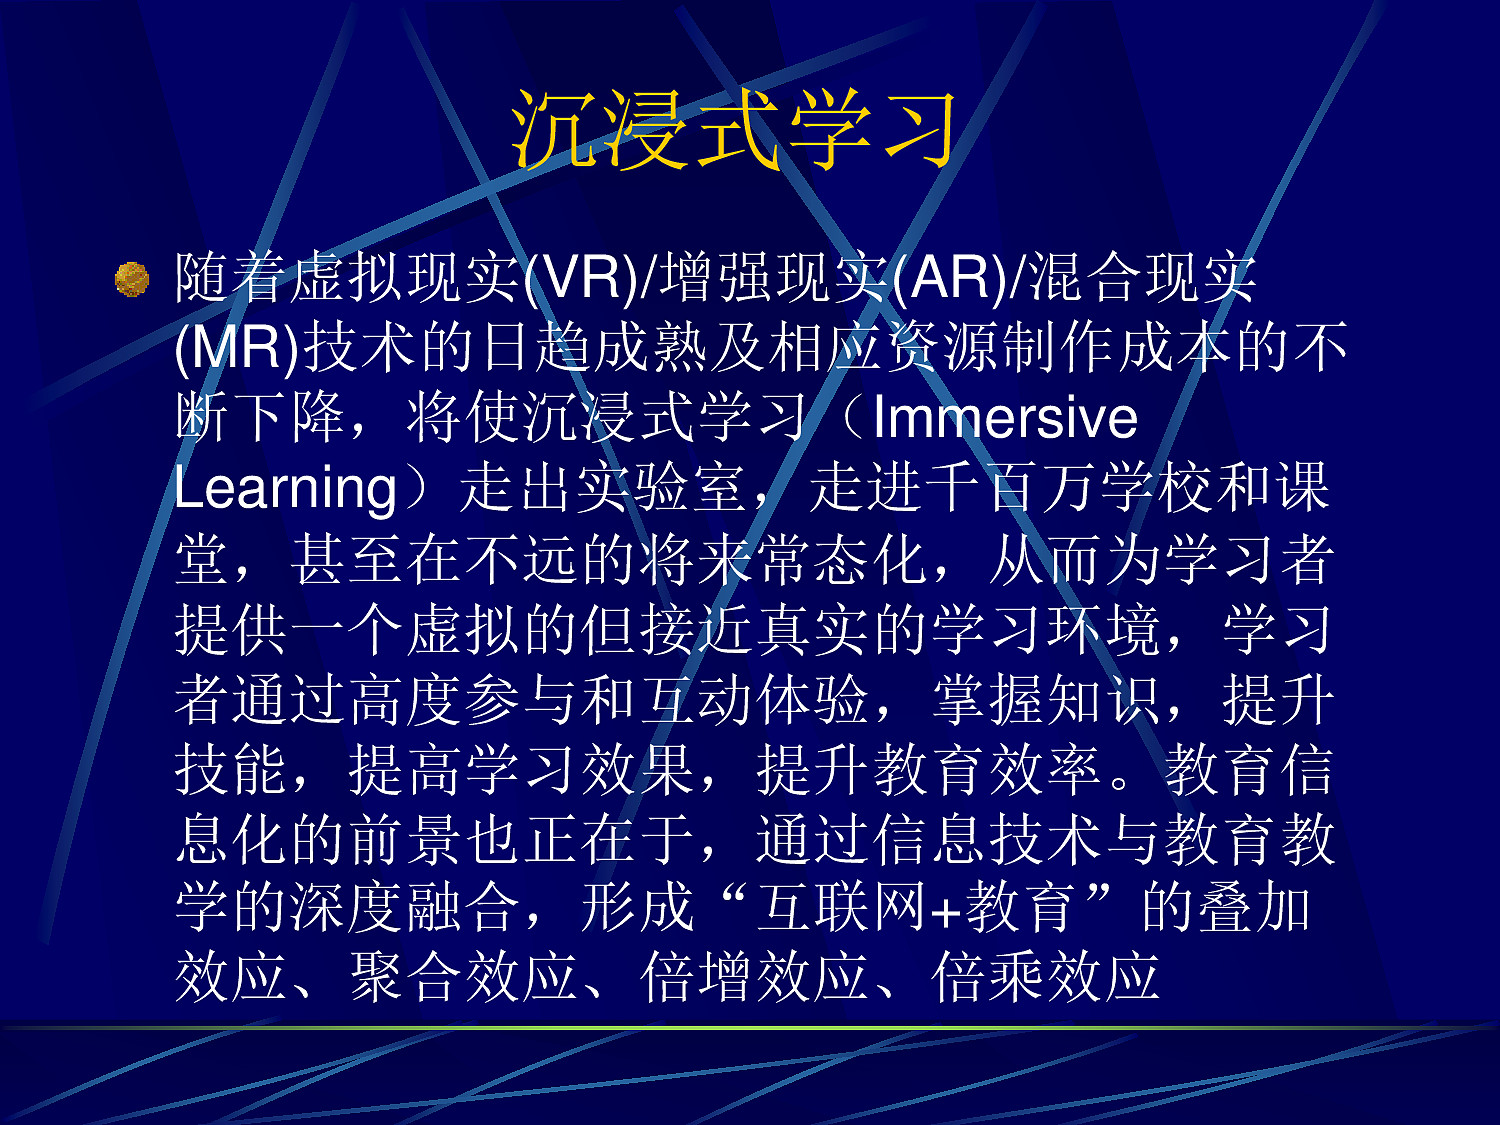 沉浸式学习
随着虚拟现实(VR)/增强现实(AR)/混合现实
(MR)技术的日趋成熟及相应资源制作成本的不
断下降，将使沉浸式学习（Immersive
Learning）走出实验室，走进千百万学校和课
堂，甚至在不远的将来常态化，从而为学习者
提供一个虚拟的但接近真实的学习环境，学习
者通过高度参与和互动体验，掌握知识，提升
技能，提高学习效果，提升教育效率。教育信
息化的前景也正在于，通过信息技术与教育教
学的深度融合，形成“互联网+教育”的叠加
效应、聚合效应、倍增效应、倍乘效应